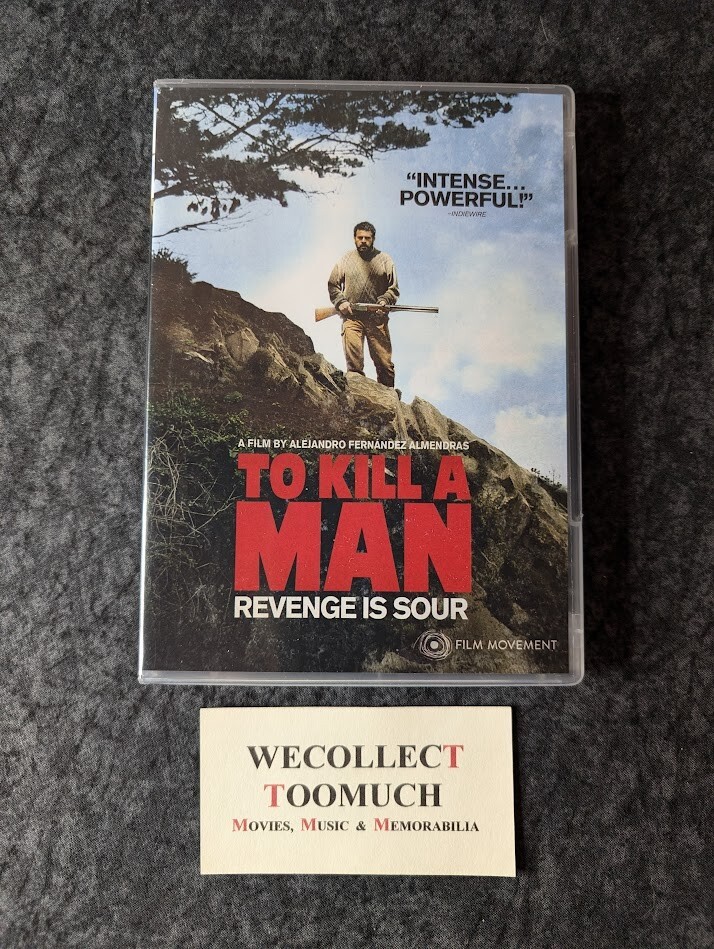 “INTENSE...
POWERFUL!”
-INDIEWIRE
A FILM BY ALEJANDRO FERNÁNDEZ ALMENDRAS
TO KILL A
MAN
REVENGE IS SOUR
FILM MOVEMENT
WECOLLECT
TOOMUCH
MOVIES, MUSIC & MEMORABILIA